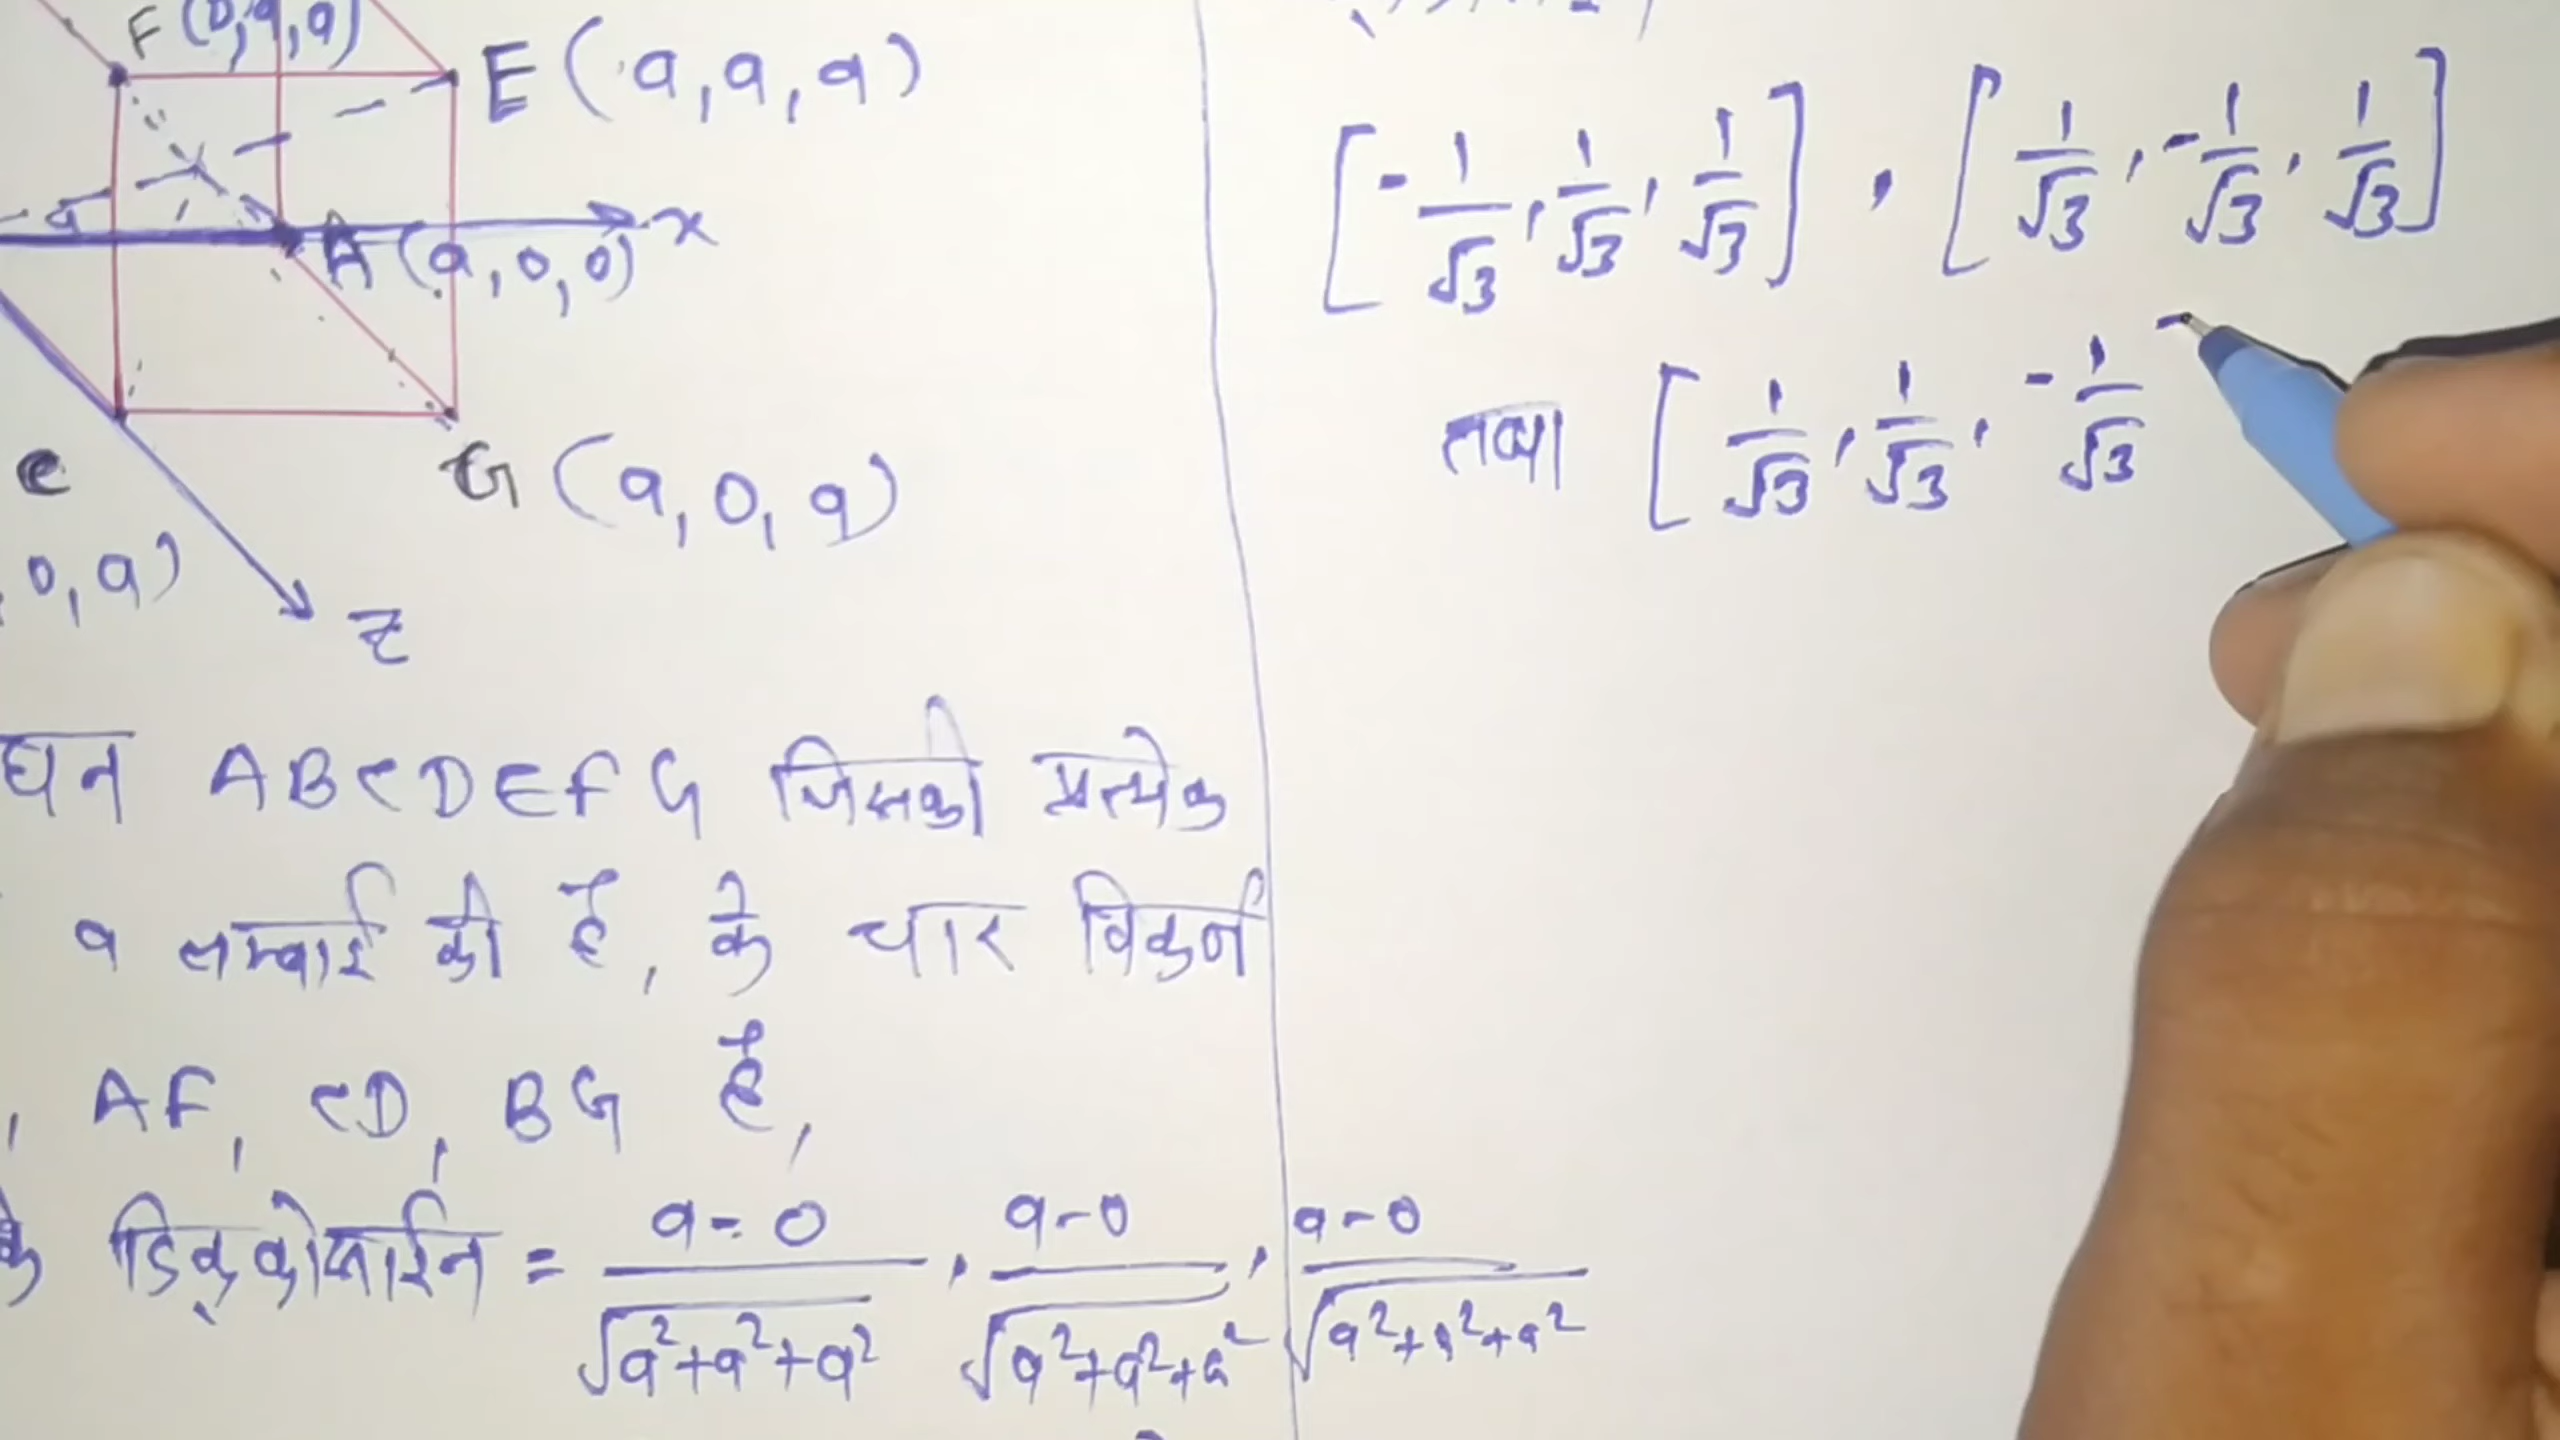 F (0, a, a)
E (a, a, a)
x
A (a, 0, 0)
G (a, 0, a)
c
0, a)
z
घन ABCDEFG जिसकी प्रत्येक
a लम्बाई की है, के चार विकर्ण
, AF, CD, BG है,
के डिक्कोसाईन = a-0/√a²+a²+a² , a-0/√a²+a²+a² , a-0/√a²+a²+a²
[-1/√3, 1/√3, 1/√3] , [1/√3, -1/√3, 1/√3]
तथा [1/√3, 1/√3, -1/√3